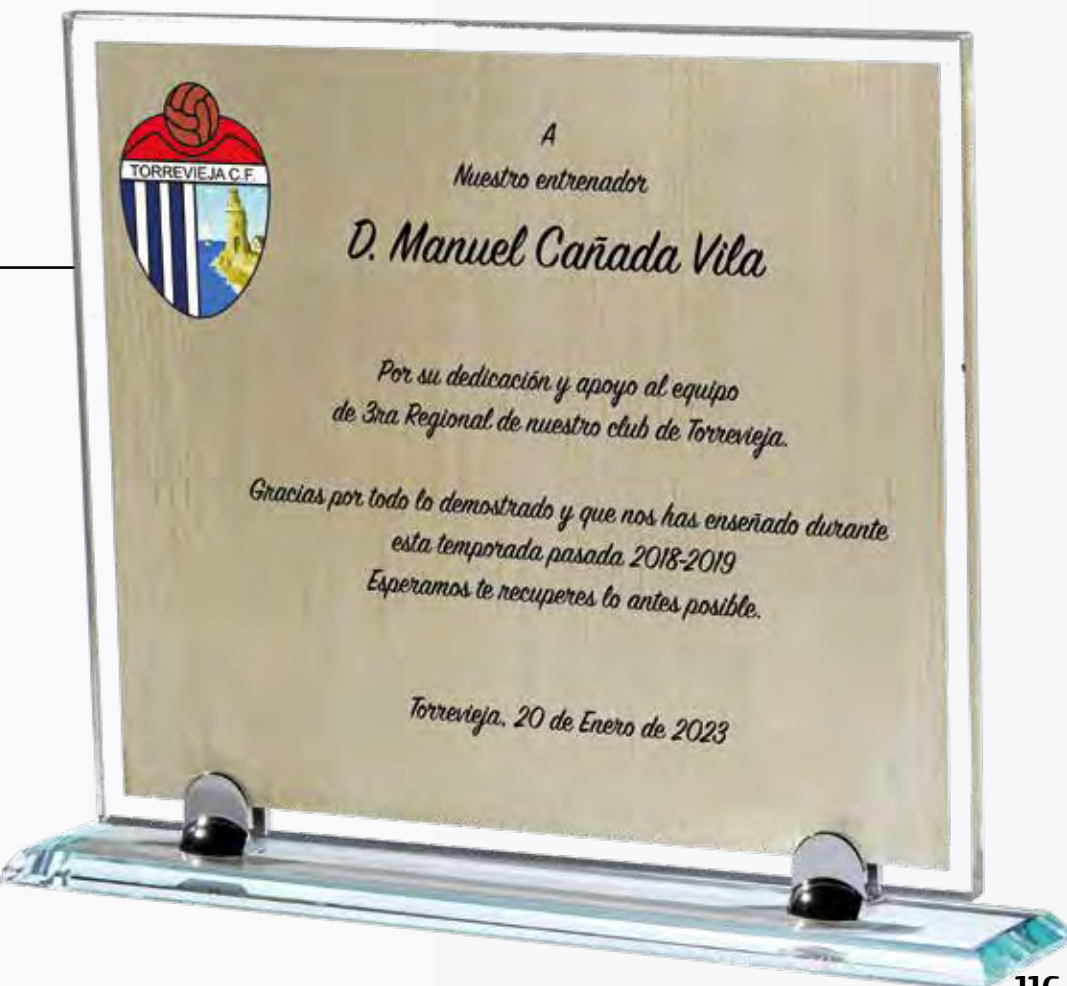 TORREVIEJA C.F.
A
Nuestro entrenador
D. Manuel Cañada Vila
Por su dedicación y apoyo al equipo
de 3ra Regional de nuestro club de Torrevieja.
Gracias por todo lo demostrado y que nos has enseñado durante
esta temporada pasada 2018-2019
Esperamos te recuperes lo antes posible.
Torrevieja, 20 de Enero de 2023